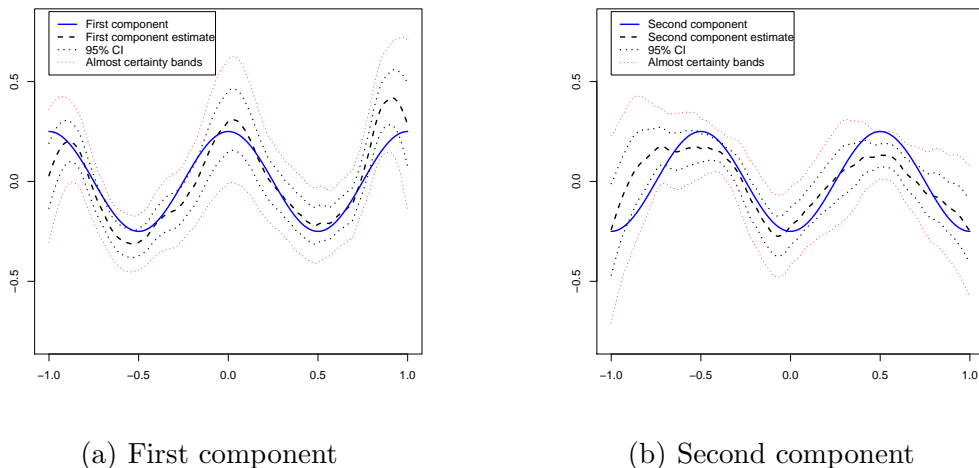 First component
First component estimate
95% CI
Almost certainty bands
0.5
0.0
−0.5
−1.0 −0.5 0.0 0.5 1.0
(a) First component
Second component
Second component estimate
95% CI
Almost certainty bands
0.5
0.0
−0.5
−1.0 −0.5 0.0 0.5 1.0
(b) Second component